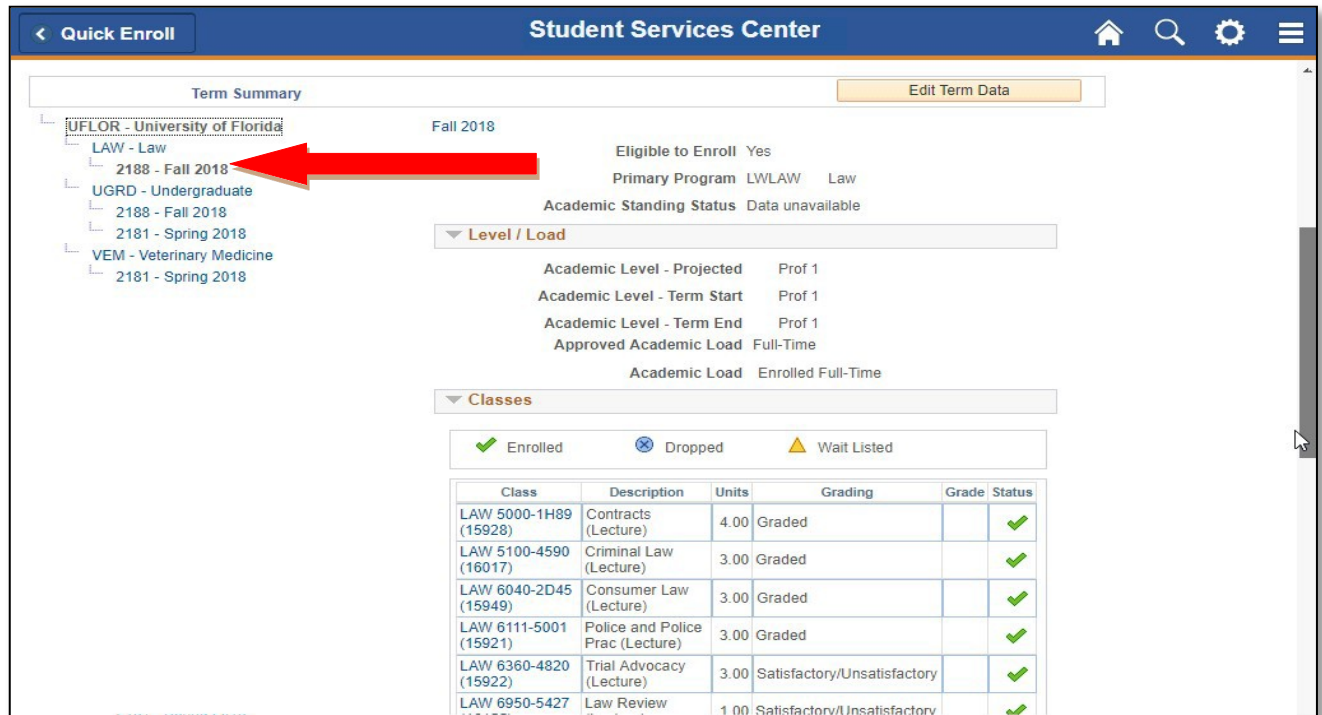 Quick Enroll
Student Services Center
Term Summary
Edit Term Data
UFLOR - University of Florida
LAW - Law
2188 - Fall 2018
UGRD - Undergraduate
2188 - Fall 2018
2181 - Spring 2018
VEM - Veterinary Medicine
2181 - Spring 2018
Fall 2018
Eligible to Enroll Yes
Primary Program LWLAW Law
Academic Standing Status Data unavailable
Level / Load
Academic Level - Projected Prof 1
Academic Level - Term Start Prof 1
Academic Level - Term End Prof 1
Approved Academic Load Full-Time
Academic Load Enrolled Full-Time
Classes
Enrolled Dropped Wait Listed
Class Description Units Grading Grade Status
LAW 5000-1H89 Contracts
(15928) (Lecture) 4.00 Graded
LAW 5100-4590 Criminal Law
(16017) (Lecture) 3.00 Graded
LAW 6040-2D45 Consumer Law
(15949) (Lecture) 3.00 Graded
LAW 6111-5001 Police and Police
(15921) Prac (Lecture) 3.00 Graded
LAW 6360-4820 Trial Advocacy
(15922) (Lecture) 3.00 Satisfactory/Unsatisfactory
LAW 6950-5427 Law Review
1.00 Satisfactory/Unsatisfactory